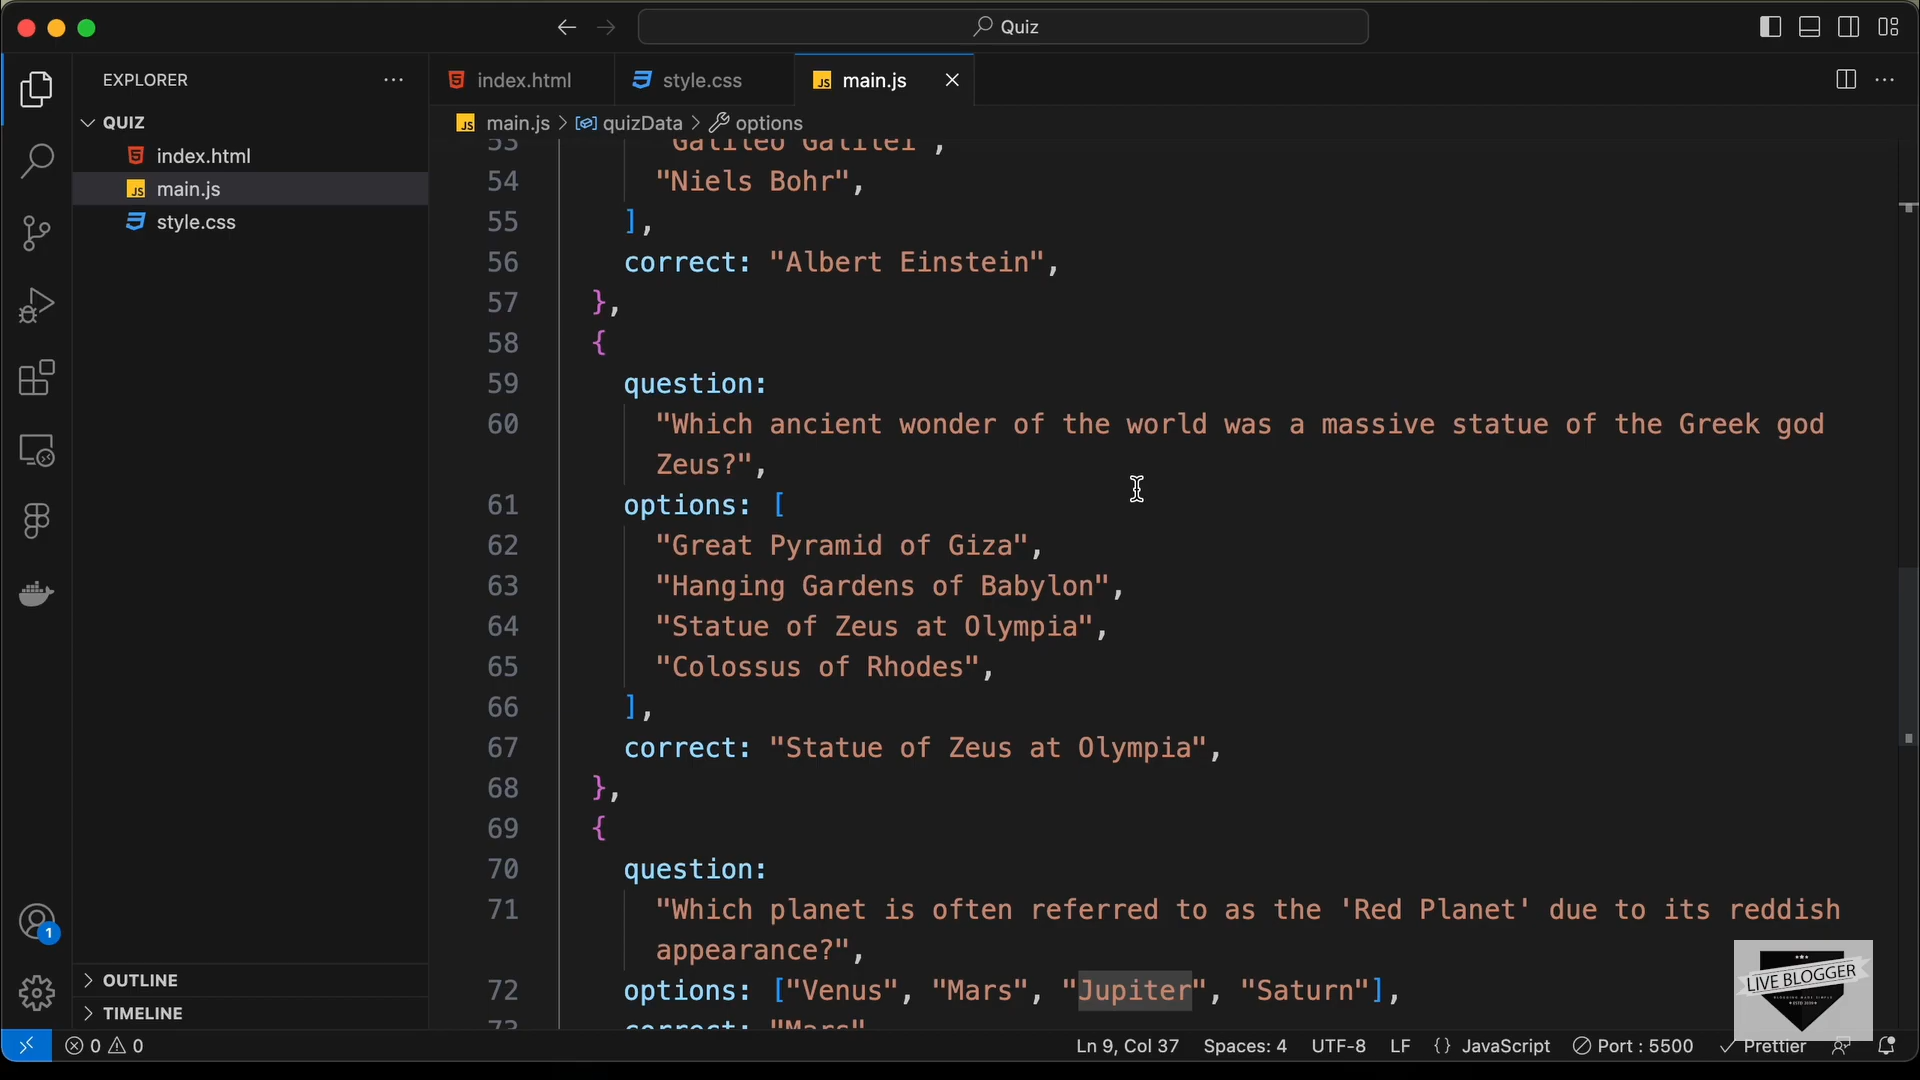 Quiz
EXPLORER
index.html
style.css
JS main.js
QUIZ
JS main.js > quizData > options
index.html
JS main.js
style.css
53 "Galileo Galilei",
54 "Niels Bohr",
55 ],
56 correct: "Albert Einstein",
57 },
58 {
59 question:
60 "Which ancient wonder of the world was a massive statue of the Greek god
Zeus?",
61 options: [
62 "Great Pyramid of Giza",
63 "Hanging Gardens of Babylon",
64 "Statue of Zeus at Olympia",
65 "Colossus of Rhodes",
66 ],
67 correct: "Statue of Zeus at Olympia",
68 },
69 {
70 question:
71 "Which planet is often referred to as the 'Red Planet' due to its reddish
appearance?",
72 options: ["Venus", "Mars", "Jupiter", "Saturn"],
73 correct: "Mars"
1
OUTLINE
TIMELINE
LIVE BLOGGER
0 0
Ln 9, Col 37
Spaces: 4
UTF-8
LF
{} JavaScript
Port : 5500
Prettier